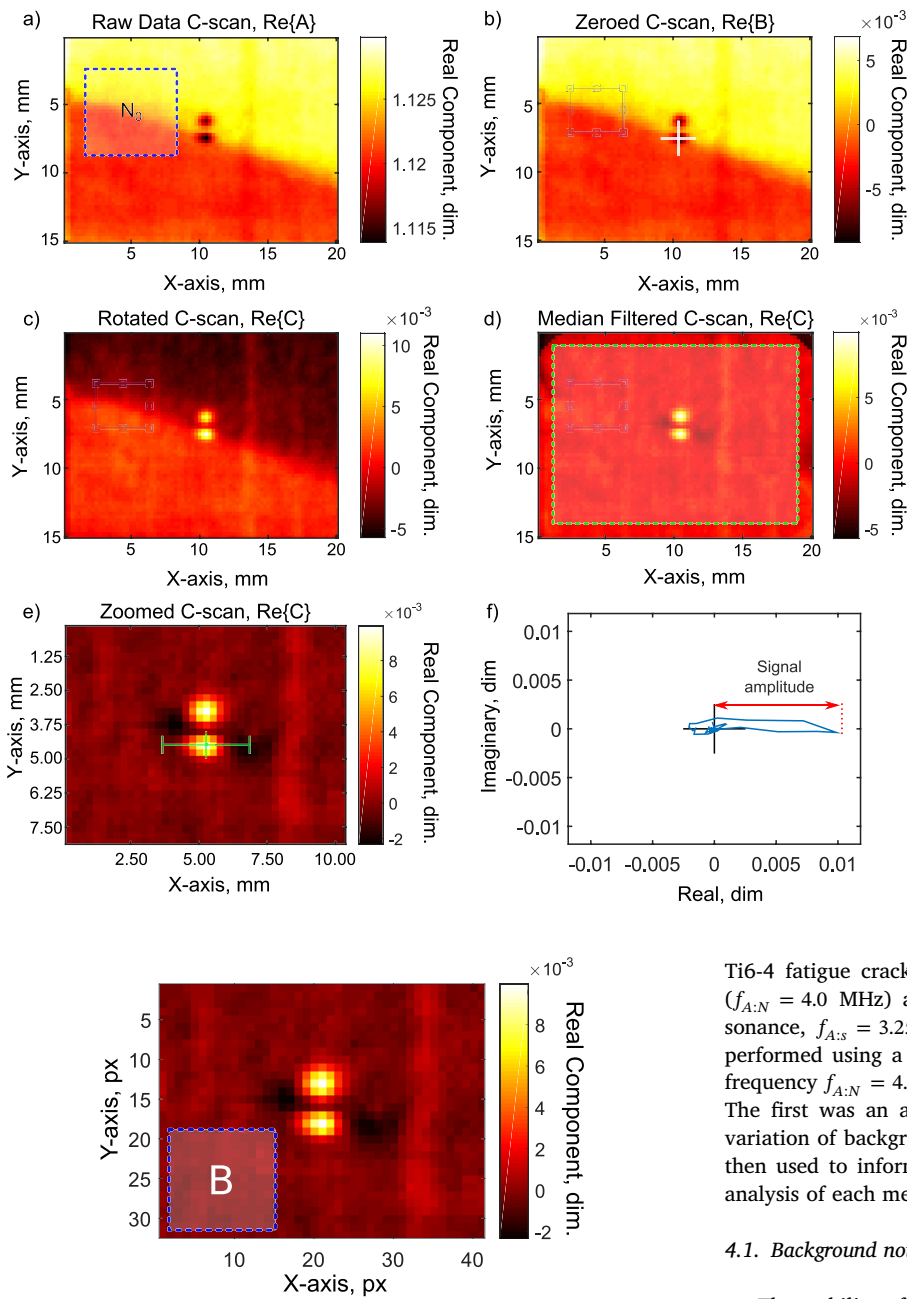 a) Raw Data C-scan, Re{A}
Y-axis, mm
5
10
15
5 10 15 20
X-axis, mm
N₀
1.125
1.12
1.115
Real Component, dim.
b) Zeroed C-scan, Re{B}
×10⁻³
Y-axis, mm
5
10
15
5 10 15 20
X-axis, mm
5
0
-5
Real Component, dim.
c) Rotated C-scan, Re{C}
×10⁻³
Y-axis, mm
5
10
15
5 10 15 20
X-axis, mm
10
5
0
-5
Real Component, dim.
d) Median Filtered C-scan, Re{C}
×10⁻³
Y-axis, mm
5
10
15
5 10 15 20
X-axis, mm
5
0
-5
Real Component, dim.
e) Zoomed C-scan, Re{C}
×10⁻³
Y-axis, mm
1.25
2.50
3.75
5.00
6.25
7.50
2.50 5.00 7.50 10.00
X-axis, mm
8
6
4
2
0
-2
Real Component, dim.
f)
Imaginary, dim
0.01
0.005
0
-0.005
-0.01
Signal
amplitude
-0.01 -0.005 0 0.005 0.01
Real, dim
×10⁻³
Y-axis, px
5
10
15
20
25
30
B
10 20 30 40
X-axis, px
8
6
4
2
0
-2
Real Component, dim.
Ti6-4 fatigue crack
(f_{A:N} = 4.0 MHz) a
sonance, f_{A:s} = 3.2
performed using a
frequency f_{A:N} = 4.
The first was an a
variation of backgr
then used to inform
analysis of each me
4.1. Background no